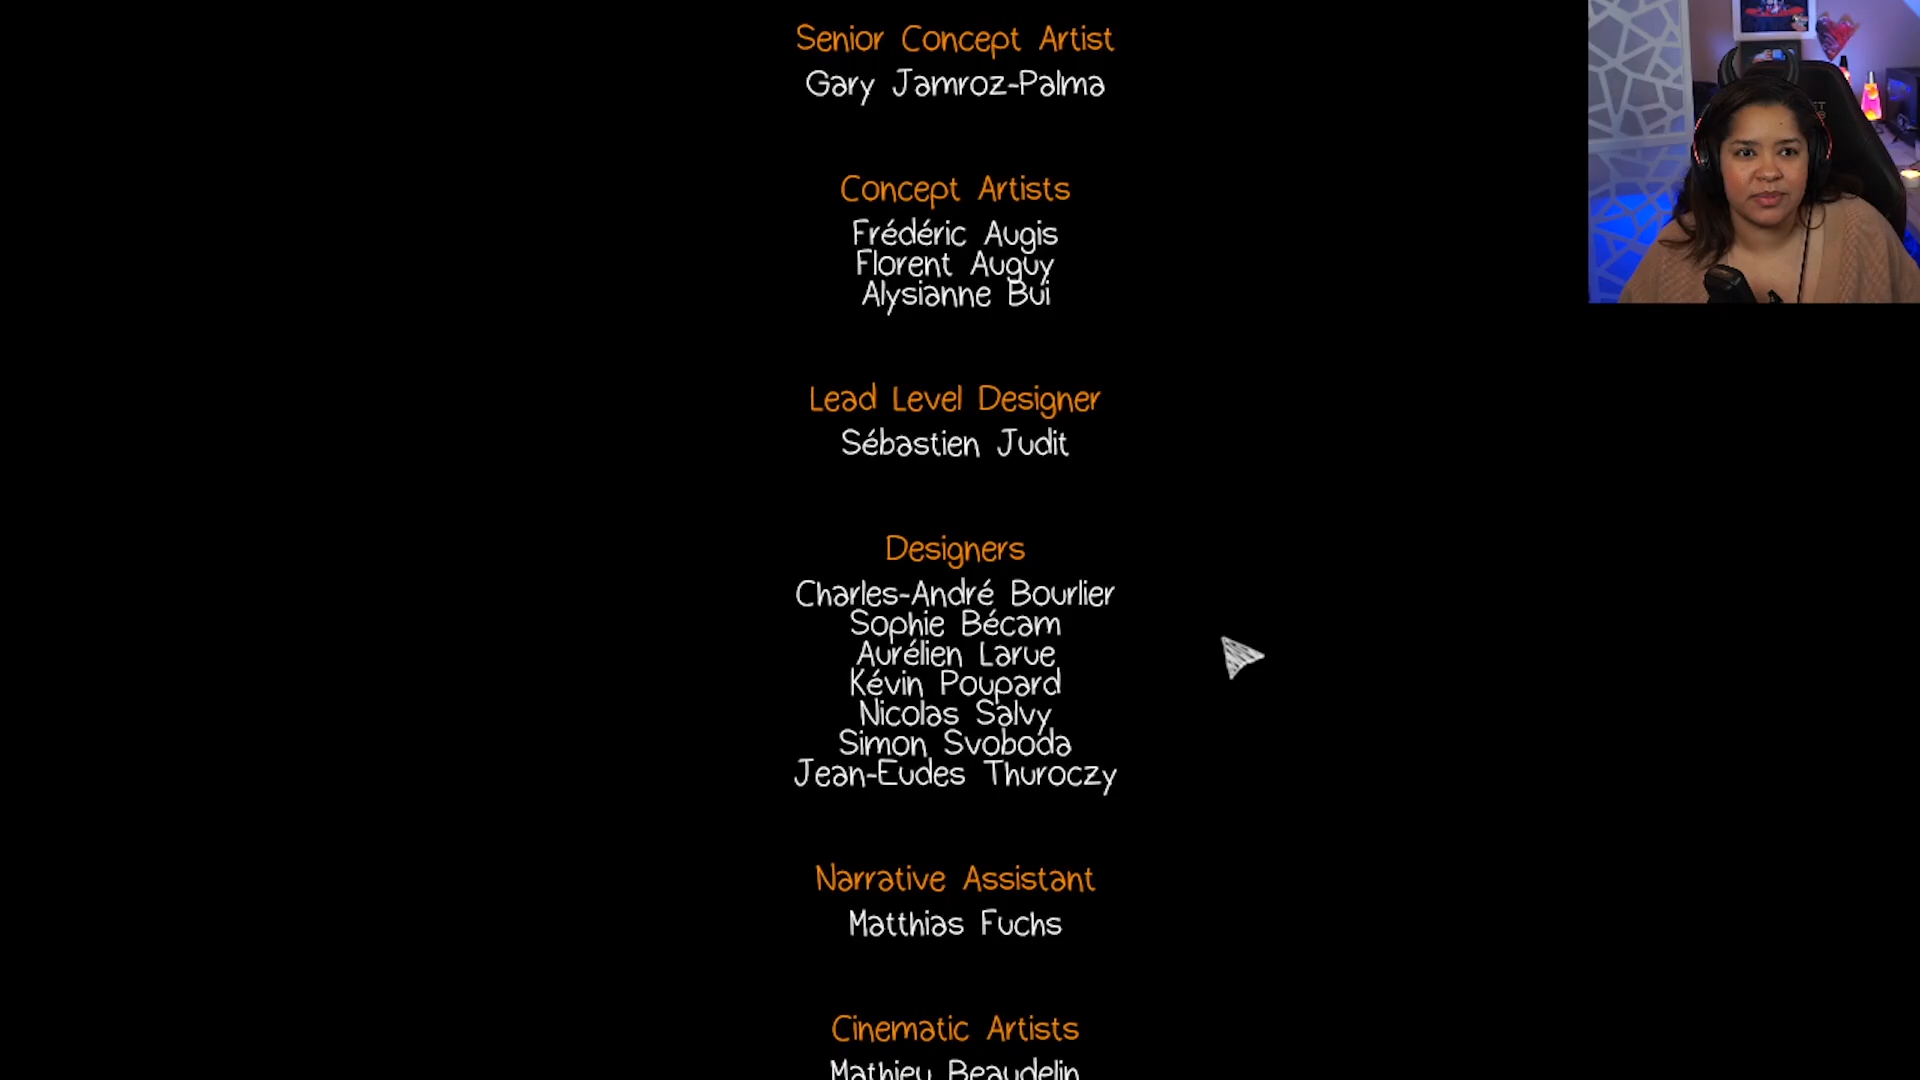 Senior Concept Artist
Gary Jamroz-Palma
Concept Artists
Frédéric Augis
Florent Auguy
Alysianne Bui
Lead Level Designer
Sébastien Judit
Designers
Charles-André Bourlier
Sophie Bécam
Aurélien Larue
Kévin Poupard
Nicolas Salvy
Simon Svoboda
Jean-Eudes Thuroczy
Narrative Assistant
Matthias Fuchs
Cinematic Artists
Mathieu Beaudelin